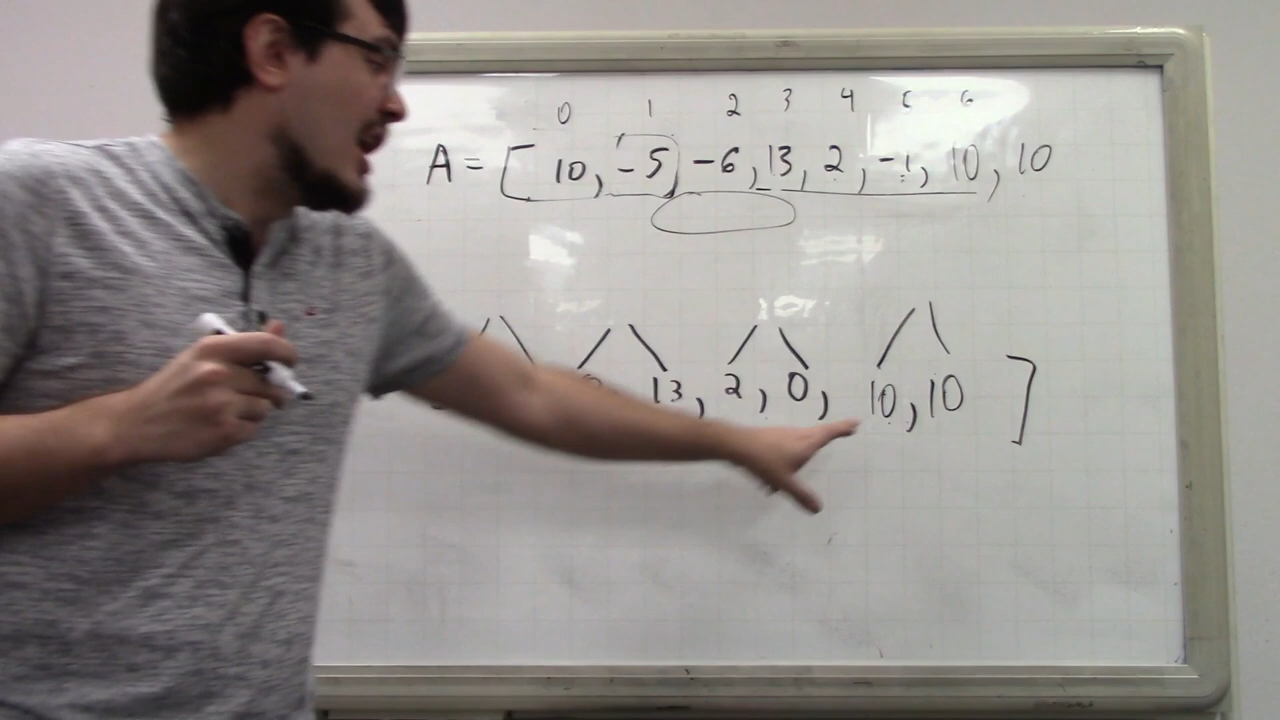 0 1 2 3 4 5 6
A = [ 10, -5, -6, 13, 2, -1, 10, 10
13, 2, 0, 10, 10 ]